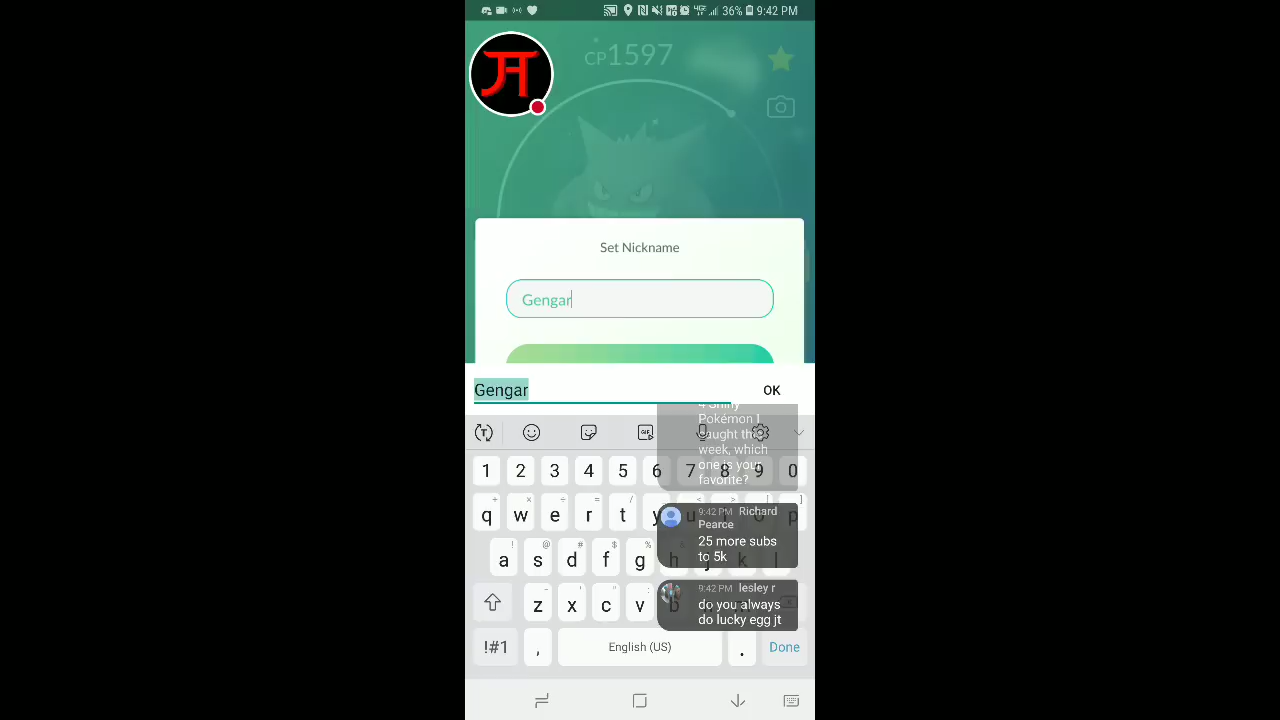 36% 9:42 PM
CP1597
Set Nickname
Gengar
Gengar
OK
4 Shiny
Pokémon I
caught this
week, which
one is your
favorite?
1 2 3 4 5 6 7 8 9 0
q w e r t y u p
9:42 PM Richard
Pearce
25 more subs
to 5k
a s d f g h j k l
9:42 PM lesley r
do you always
do lucky egg jt
z x c v b
!#1 , English (US) . Done